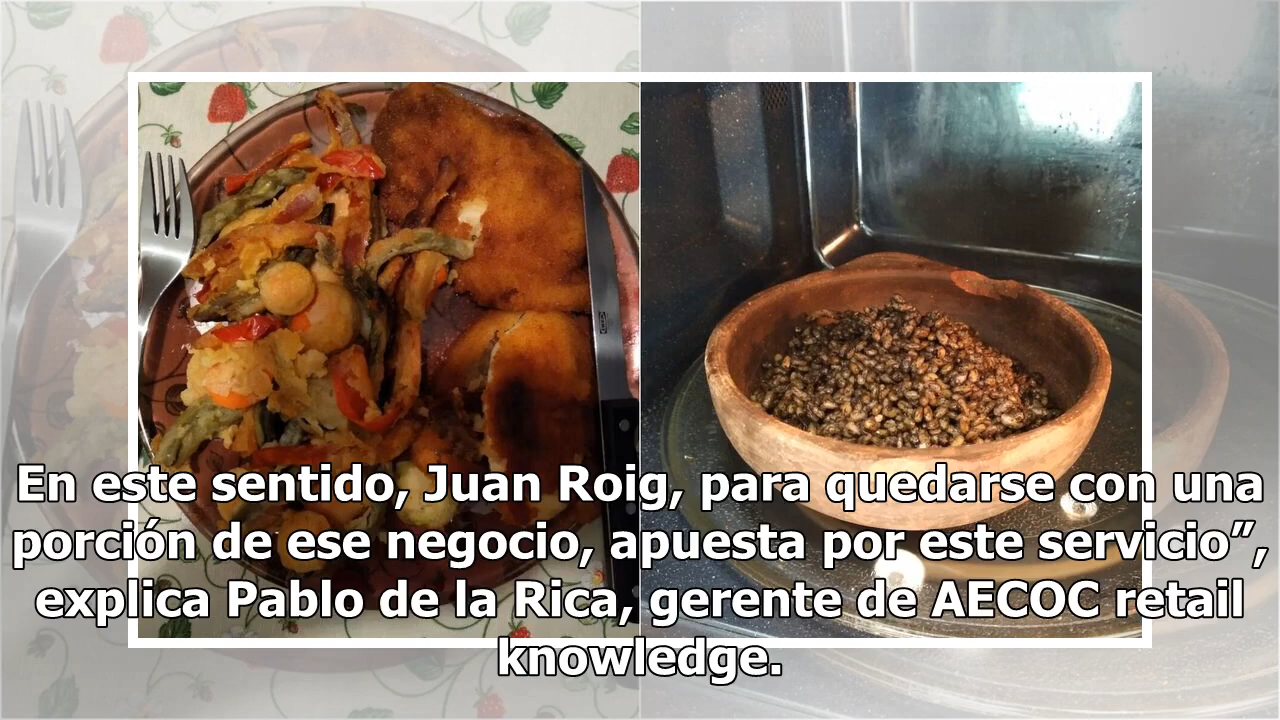 En este sentido, Juan Roig, para quedarse con una
porción de ese negocio, apuesta por este servicio”,
explica Pablo de la Rica, gerente de AECOC retail
knowledge.